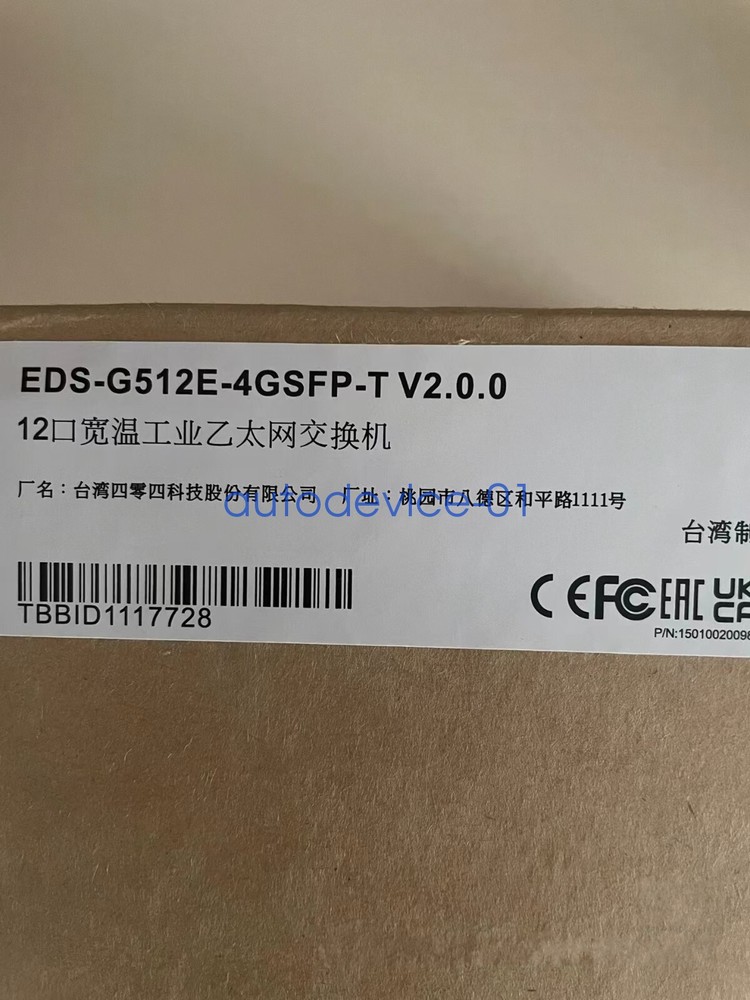 EDS-G512E-4GSFP-T V2.0.0
12口宽温工业乙太网交换机
厂名：台湾四零四科技股份有限公司 厂址：桃园市八德区和平路1111号
autodevice-01
台湾制
TBBID1117728
CE FC EAC UK CA
P/N:15010020098